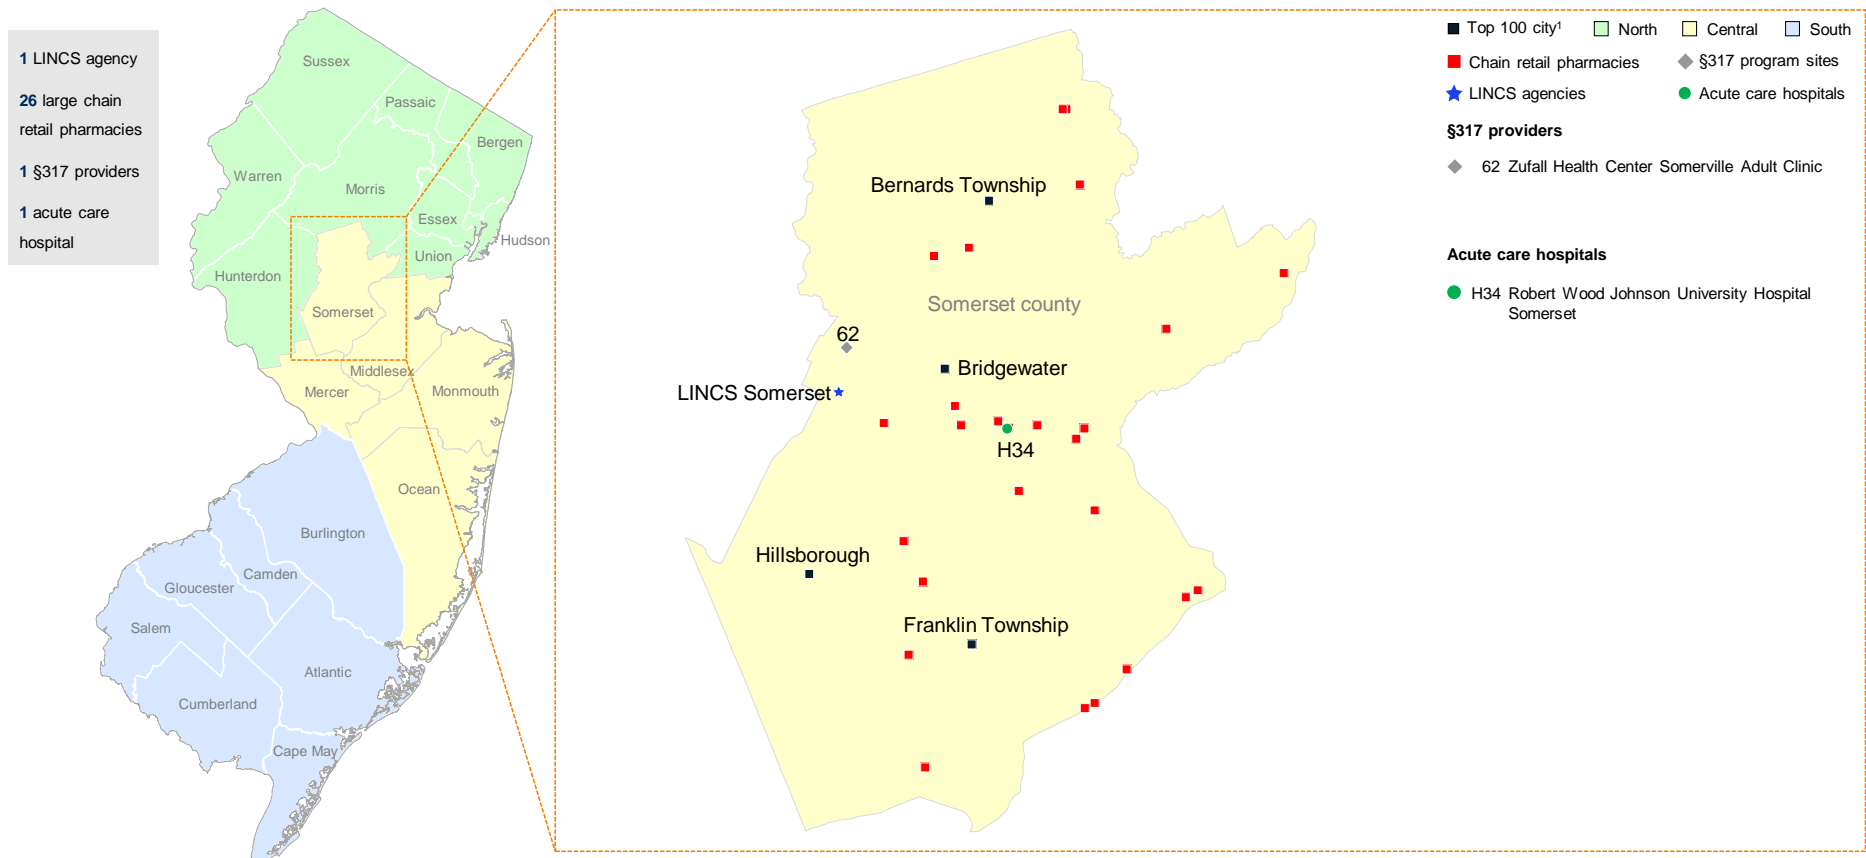 1 LINCS agency
26 large chain
retail pharmacies
1 §317 providers
1 acute care
hospital
Sussex
Passaic
Bergen
Warren
Morris
Essex
Hudson
Union
Hunterdon
Somerset
Middlesex
Mercer
Monmouth
Ocean
Burlington
Camden
Gloucester
Salem
Atlantic
Cumberland
Cape May
Bernards Township
Somerset county
62
Bridgewater
LINCS Somerset
H34
Hillsborough
Franklin Township
Top 100 city¹ North Central South
Chain retail pharmacies §317 program sites
LINCS agencies Acute care hospitals
§317 providers
62 Zufall Health Center Somerville Adult Clinic
Acute care hospitals
H34 Robert Wood Johnson University Hospital
Somerset